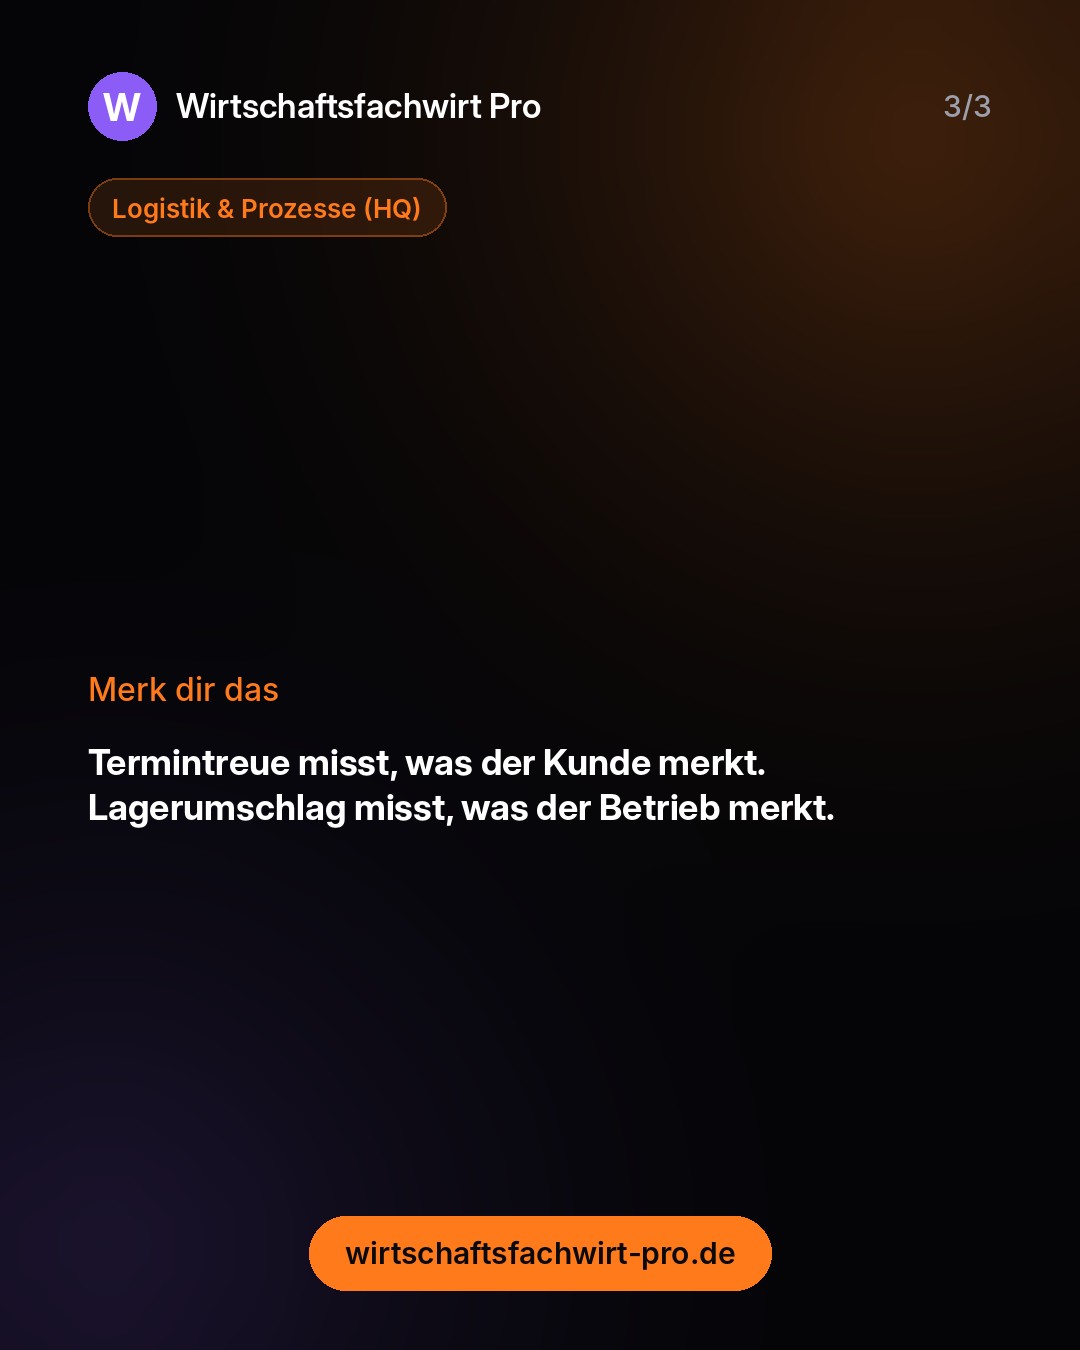 W Wirtschaftsfachwirt Pro 3/3
Logistik & Prozesse (HQ)
Merk dir das
Termintreue misst, was der Kunde merkt.
Lagerumschlag misst, was der Betrieb merkt.
wirtschaftsfachwirt-pro.de